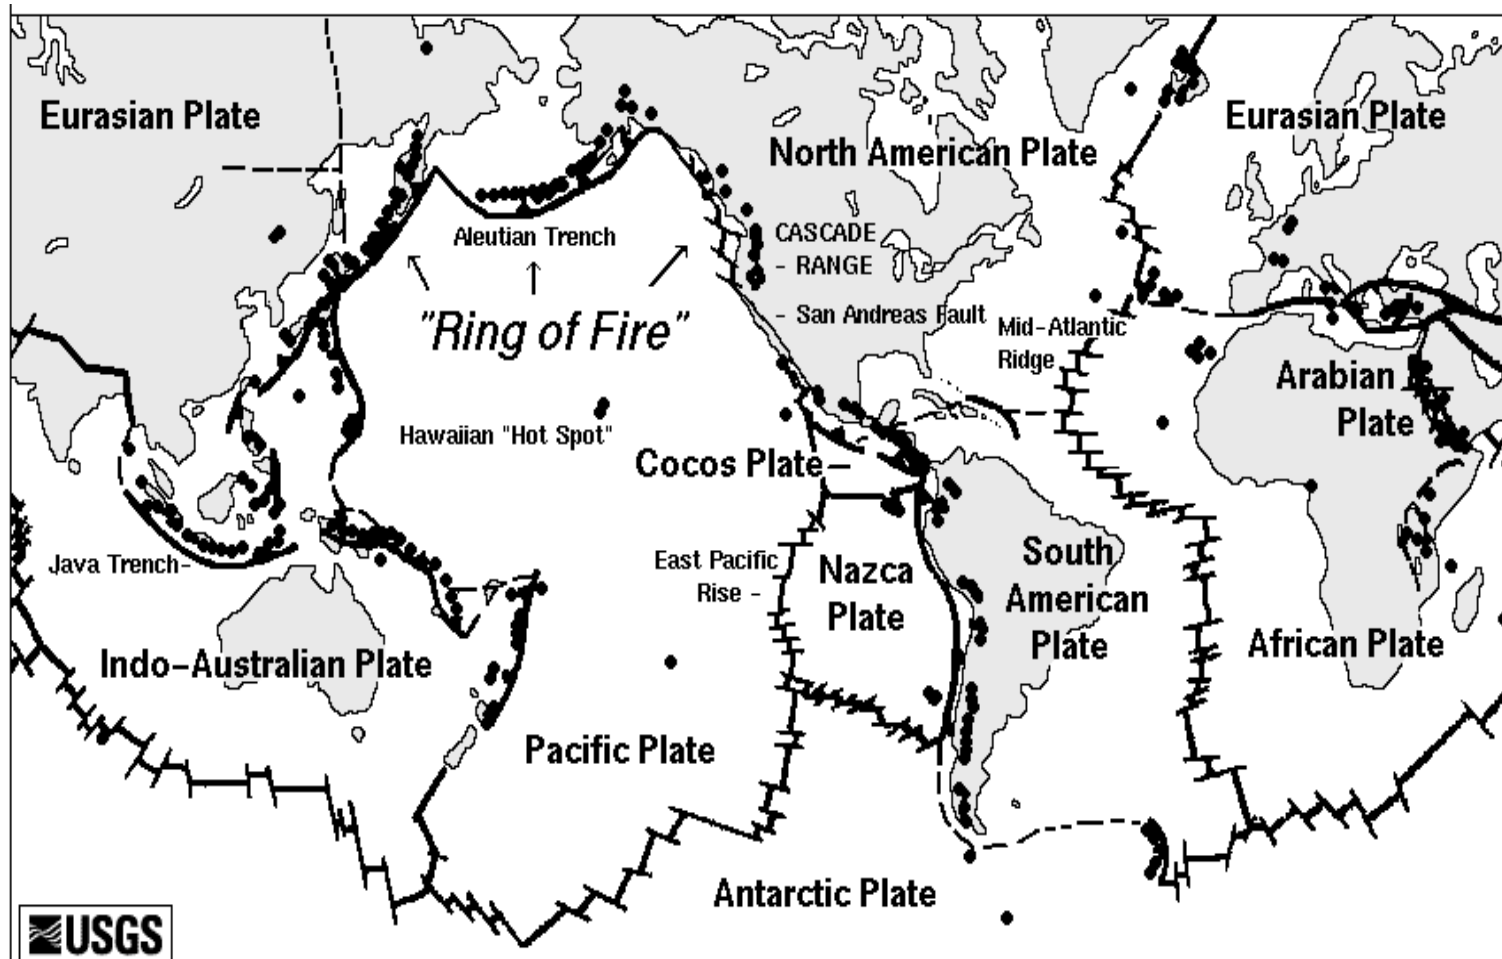 Eurasian Plate
Eurasian Plate
North American Plate
Aleutian Trench
CASCADE
- RANGE
"Ring of Fire"
- San Andreas Fault
Mid-Atlantic
Ridge
Arabian
Plate
Hawaiian "Hot Spot"
Cocos Plate
Java Trench
East Pacific
Rise -
Nazca
Plate
South
American
Plate
Indo-Australian Plate
African Plate
Pacific Plate
Antarctic Plate
USGS